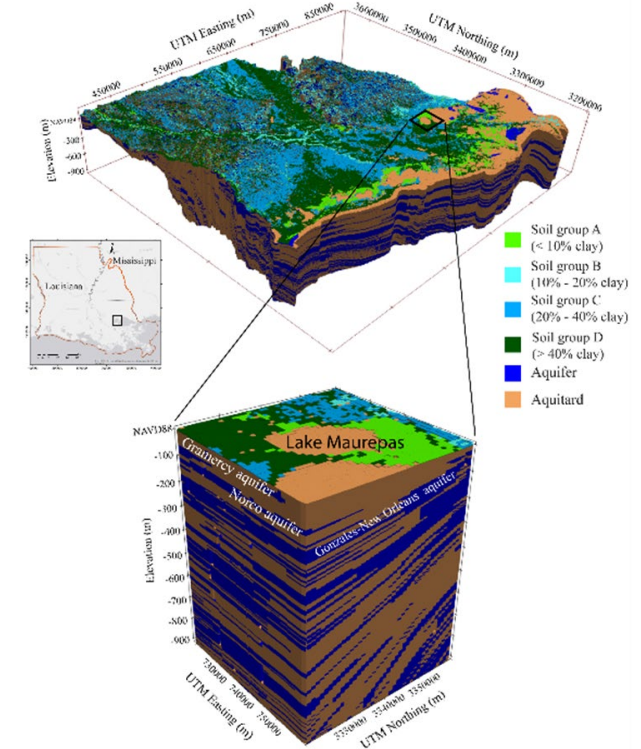 UTM Easting (m)
450000
550000
650000
750000
850000
UTM Northing (m)
3600000
3500000
3400000
3300000
3200000
Elevation (m)
NAVD88
-300
-600
-900
Louisiana
Mississippi
Soil group A
(< 10% clay)
Soil group B
(10% - 20% clay)
Soil group C
(20% - 40% clay)
Soil group D
(> 40% clay)
Aquifer
Aquitard
NAVD88
-100
-200
-300
-400
-500
-600
-700
-800
-900
Elevation (m)
Lake Maurepas
Gramercy aquifer
Norco aquifer
Gonzales-New Orleans aquifer
730000
740000
750000
UTM Easting (m)
3330000
3340000
3350000
UTM Northing (m)